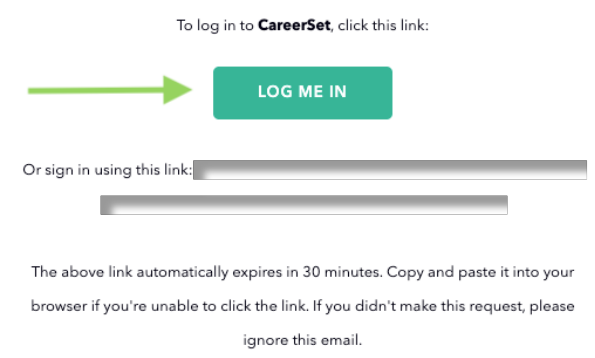 To log in to CareerSet, click this link:
LOG ME IN
Or sign in using this link:
The above link automatically expires in 30 minutes. Copy and paste it into your
browser if you're unable to click the link. If you didn't make this request, please
ignore this email.